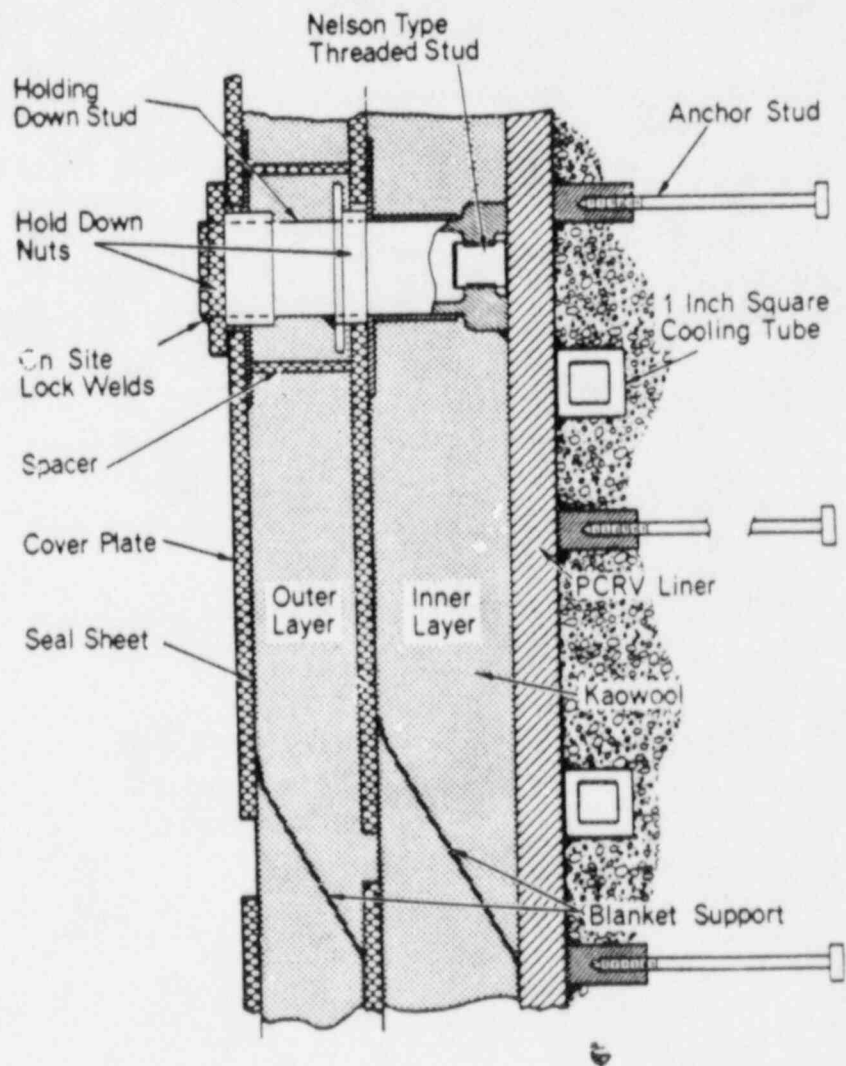 Nelson Type
Threaded Stud
Holding
Down Stud
Anchor Stud
Hold Down
Nuts
1 Inch Square
Cooling Tube
On Site
Lock Welds
Spacer
Cover Plate
PCRV Liner
Outer
Layer
Inner
Layer
Seal Sheet
Kaowool
Blanket Support